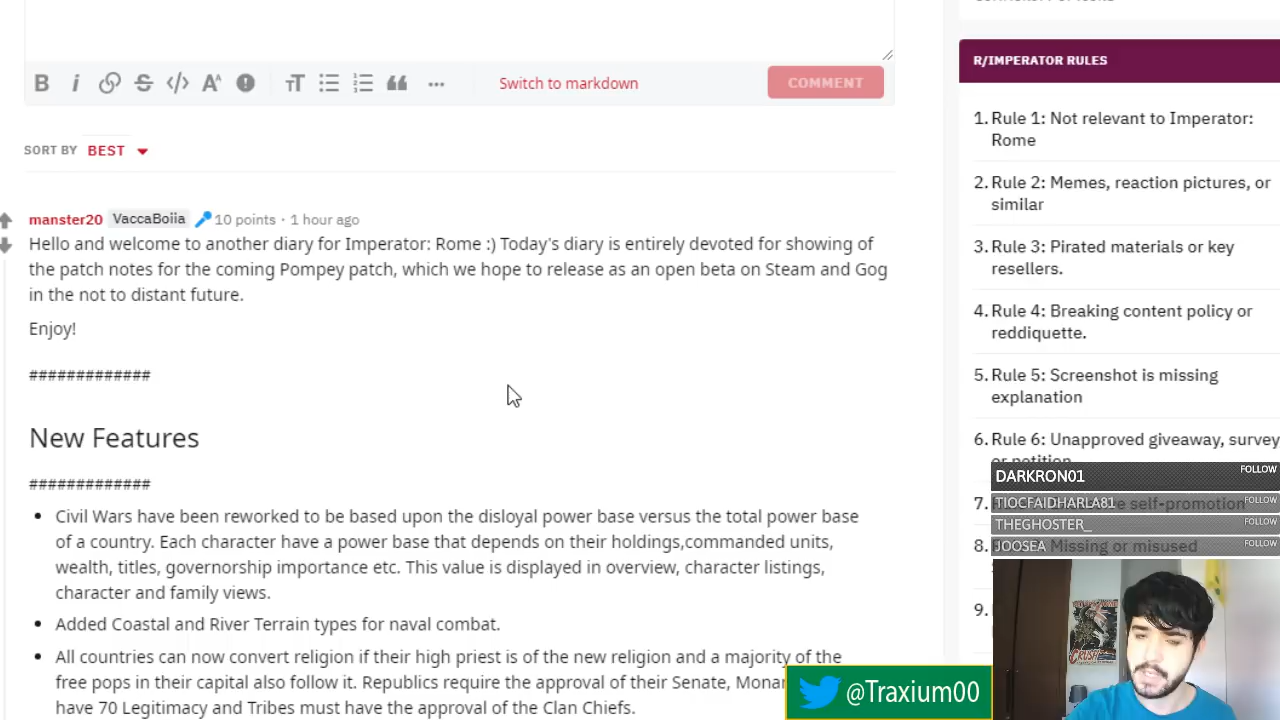 B i S </> A T ...
Switch to markdown
COMMENT
SORT BY BEST
manster20 VaccaBoiia 10 points · 1 hour ago
Hello and welcome to another diary for Imperator: Rome :) Today's diary is entirely devoted for showing of
the patch notes for the coming Pompey patch, which we hope to release as an open beta on Steam and Gog
in the not to distant future.
Enjoy!
#############
New Features
#############
• Civil Wars have been reworked to be based upon the disloyal power base versus the total power base
of a country. Each character have a power base that depends on their holdings,commanded units,
wealth, titles, governorship importance etc. This value is displayed in overview, character listings,
character and family views.
• Added Coastal and River Terrain types for naval combat.
• All countries can now convert religion if their high priest is of the new religion and a majority of the
free pops in their capital also follow it. Republics require the approval of their Senate,
have 70 Legitimacy and Tribes must have the approval of the Clan Chiefs.
R/IMPERATOR RULES
1. Rule 1: Not relevant to Imperator:
Rome
2. Rule 2: Memes, reaction pictures, or
similar
3. Rule 3: Pirated materials or key
resellers.
4. Rule 4: Breaking content policy or
reddiquette.
5. Rule 5: Screenshot is missing
explanation
6. Rule 6: Unapproved giveaway, survey
or petition
7. self-promotion
8. Missing or misused
9.
DARKRON01 FOLLOW
TIOCFAIDHARLA81 FOLLOW
THEGHOSTER_ FOLLOW
JOOSEA FOLLOW
@Traxium00